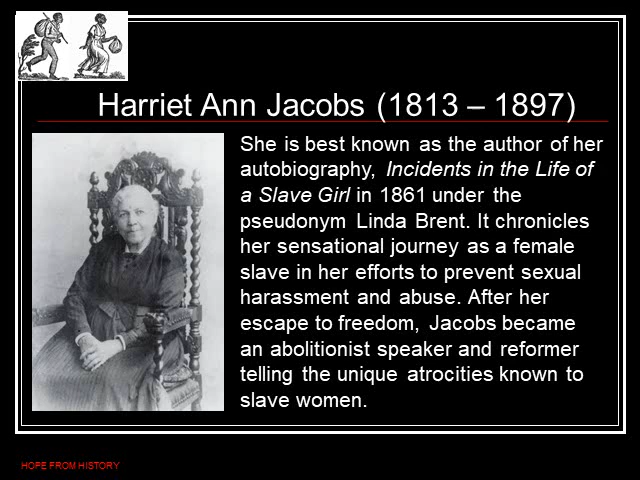 Harriet Ann Jacobs (1813 – 1897)
She is best known as the author of her
autobiography, Incidents in the Life of
a Slave Girl in 1861 under the
pseudonym Linda Brent. It chronicles
her sensational journey as a female
slave in her efforts to prevent sexual
harassment and abuse. After her
escape to freedom, Jacobs became
an abolitionist speaker and reformer
telling the unique atrocities known to
slave women.
HOPE FROM HISTORY